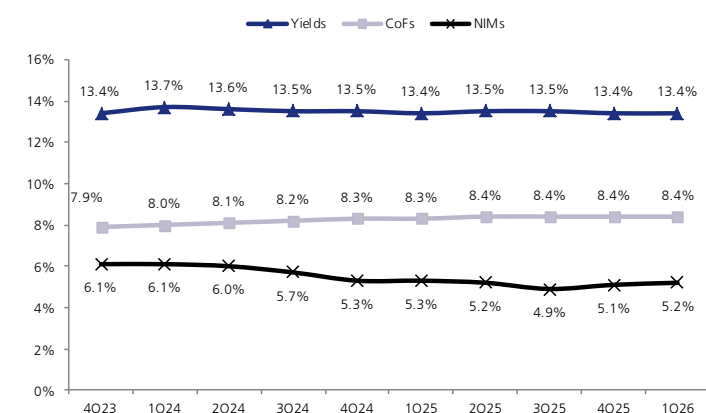 Yields CoFs NIMs
16%
14%
12%
10%
8%
6%
4%
2%
0%
13.4% 13.7% 13.6% 13.5% 13.5% 13.4% 13.5% 13.5% 13.4% 13.4%
7.9% 8.0% 8.1% 8.2% 8.3% 8.3% 8.4% 8.4% 8.4% 8.4%
6.1% 6.1% 6.0% 5.7% 5.3% 5.3% 5.2% 4.9% 5.1% 5.2%
4Q23 1Q24 2Q24 3Q24 4Q24 1Q25 2Q25 3Q25 4Q25 1Q26